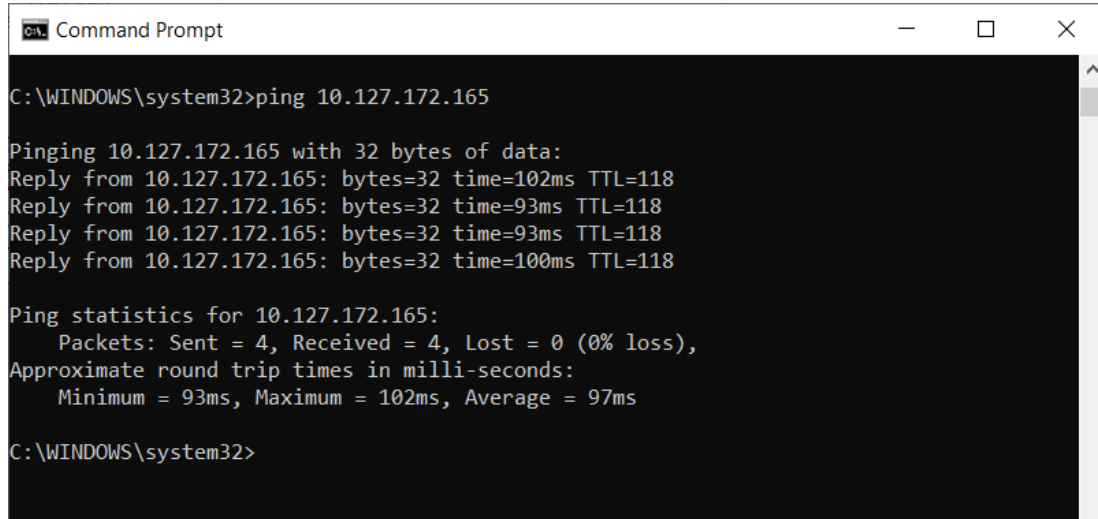 Command Prompt
C:\WINDOWS\system32>ping 10.127.172.165
Pinging 10.127.172.165 with 32 bytes of data:
Reply from 10.127.172.165: bytes=32 time=102ms TTL=118
Reply from 10.127.172.165: bytes=32 time=93ms TTL=118
Reply from 10.127.172.165: bytes=32 time=93ms TTL=118
Reply from 10.127.172.165: bytes=32 time=100ms TTL=118
Ping statistics for 10.127.172.165:
    Packets: Sent = 4, Received = 4, Lost = 0 (0% loss),
Approximate round trip times in milli-seconds:
    Minimum = 93ms, Maximum = 102ms, Average = 97ms
C:\WINDOWS\system32>